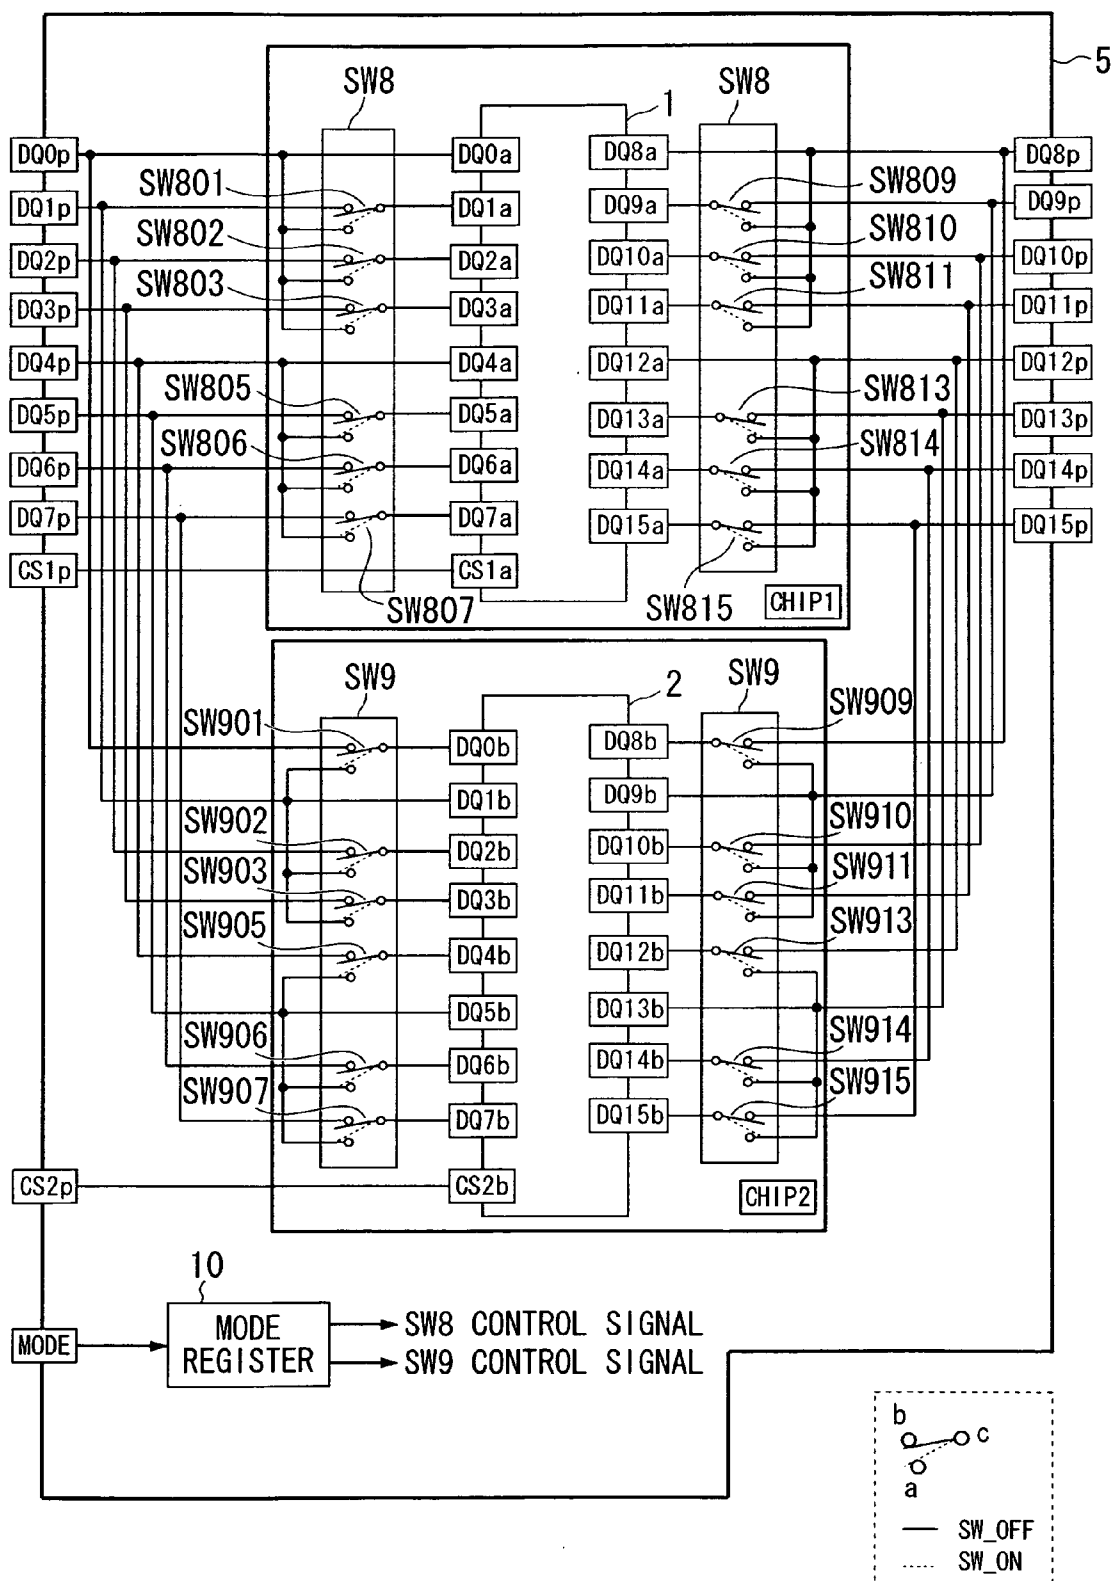 5
SW8
1
SW8
DQ0p
DQ0a
DQ8a
DQ8p
SW801
SW809
DQ1p
DQ1a
DQ9a
DQ9p
SW802
SW810
DQ2p
DQ2a
DQ10a
DQ10p
SW803
SW811
DQ3p
DQ3a
DQ11a
DQ11p
DQ4p
DQ4a
DQ12a
DQ12p
SW805
SW813
DQ5p
DQ5a
DQ13a
DQ13p
SW806
SW814
DQ6p
DQ6a
DQ14a
DQ14p
DQ7p
DQ7a
DQ15a
DQ15p
CS1p
CS1a
SW807
SW815
CHIP1
SW9
2
SW9
SW901
SW909
DQ0b
DQ8b
DQ1b
DQ9b
SW902
SW910
DQ2b
DQ10b
SW903
SW911
DQ3b
DQ11b
SW905
SW913
DQ4b
DQ12b
DQ5b
DQ13b
SW906
SW914
DQ6b
DQ14b
SW907
SW915
DQ7b
DQ15b
CS2p
CS2b
CHIP2
10
MODE
MODE REGISTER
SW8 CONTROL SIGNAL
SW9 CONTROL SIGNAL
b
c
a
SW_OFF
SW_ON